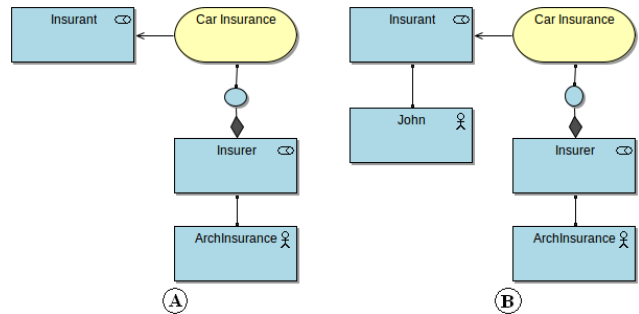 Insurant
Car Insurance
Insurer
ArchInsurance
A
Insurant
Car Insurance
John
Insurer
ArchInsurance
B